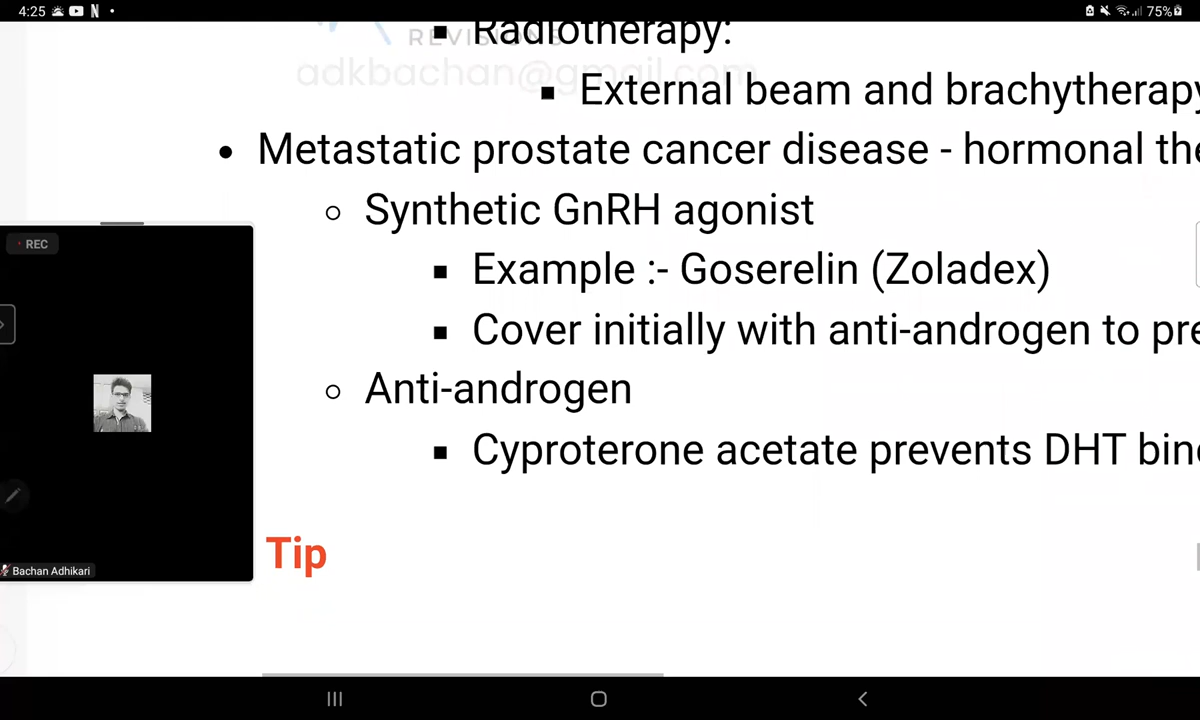 4:25
75%
Radiotherapy:
REVISIONS
adkbachan@gmail.com
External beam and brachytherapy
Metastatic prostate cancer disease - hormonal the
Synthetic GnRH agonist
REC
Example :- Goserelin (Zoladex)
Cover initially with anti-androgen to pre
Anti-androgen
Cyproterone acetate prevents DHT bin
Tip
Bachan Adhikari